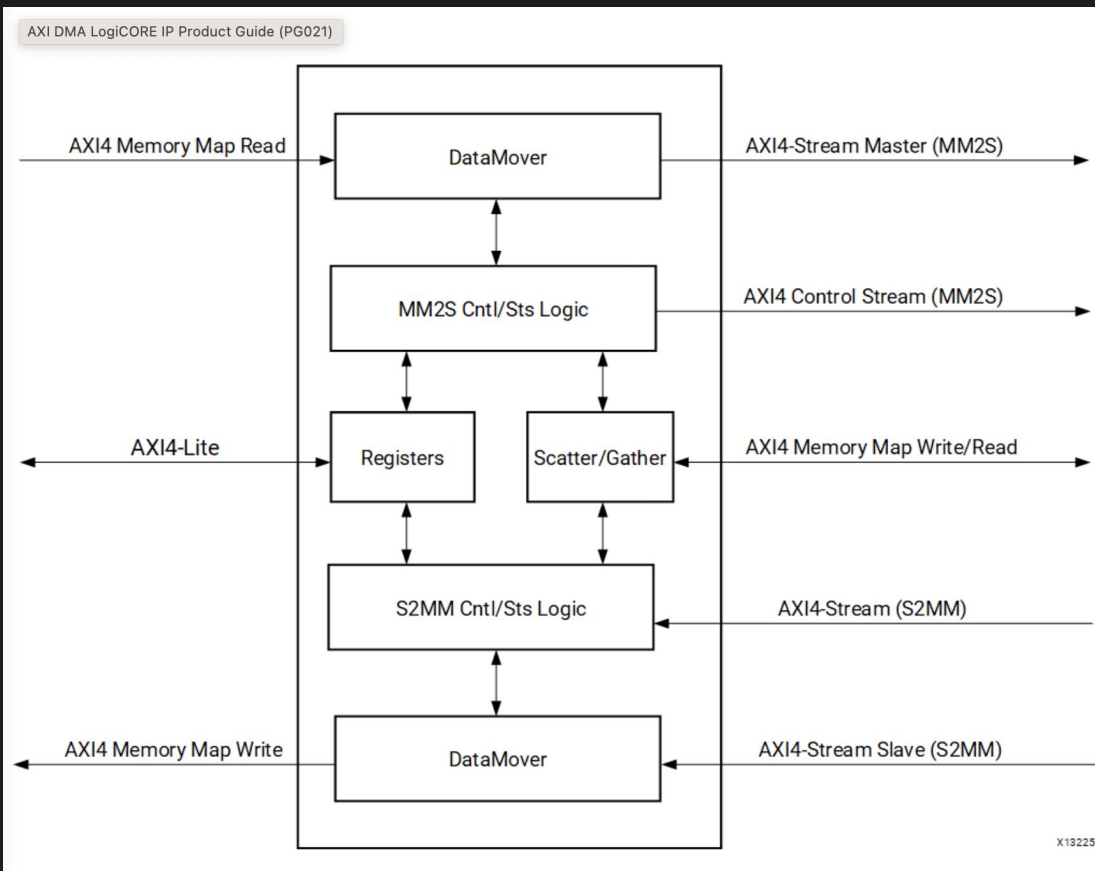 AXI DMA LogiCORE IP Product Guide (PG021)
AXI4 Memory Map Read
DataMover
AXI4-Stream Master (MM2S)
MM2S Cntl/Sts Logic
AXI4 Control Stream (MM2S)
AXI4-Lite
Registers
Scatter/Gather
AXI4 Memory Map Write/Read
S2MM Cntl/Sts Logic
AXI4-Stream (S2MM)
AXI4 Memory Map Write
DataMover
AXI4-Stream Slave (S2MM)
X13225